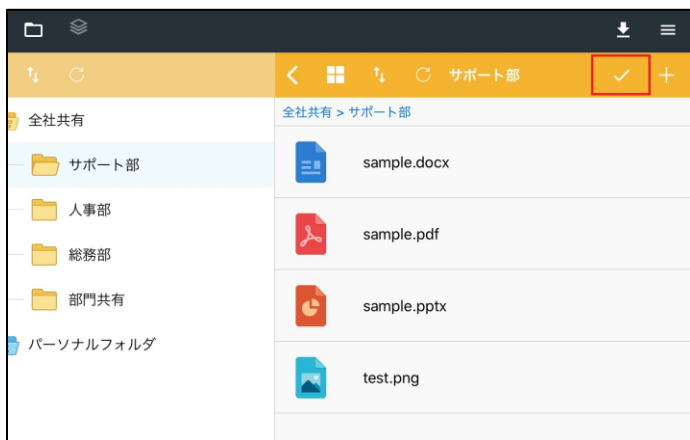 サポート部
全社共有
サポート部
人事部
総務部
部門共有
パーソナルフォルダ
全社共有 > サポート部
sample.docx
sample.pdf
sample.pptx
test.png